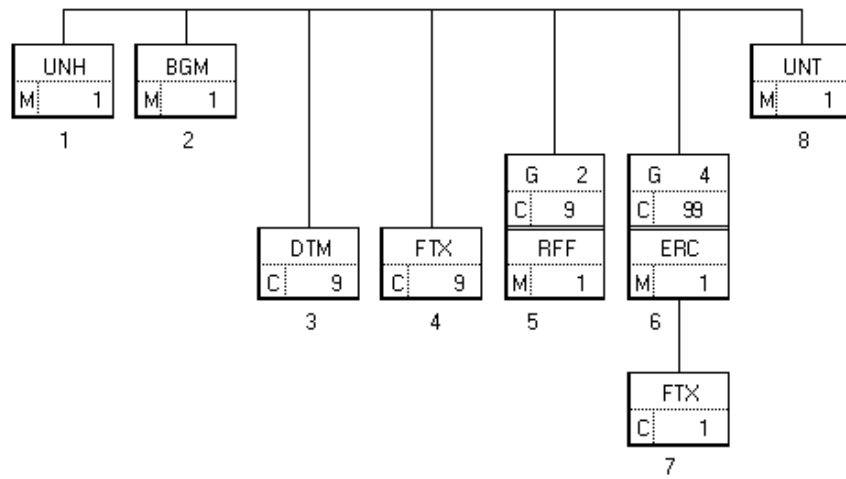 UNH
M 1
1
BGM
M 1
2
DTM
C 9
3
FTX
C 9
4
G 2
C 9
RFF
M 1
5
G 4
C 99
ERC
M 1
6
FTX
C 1
7
UNT
M 1
8